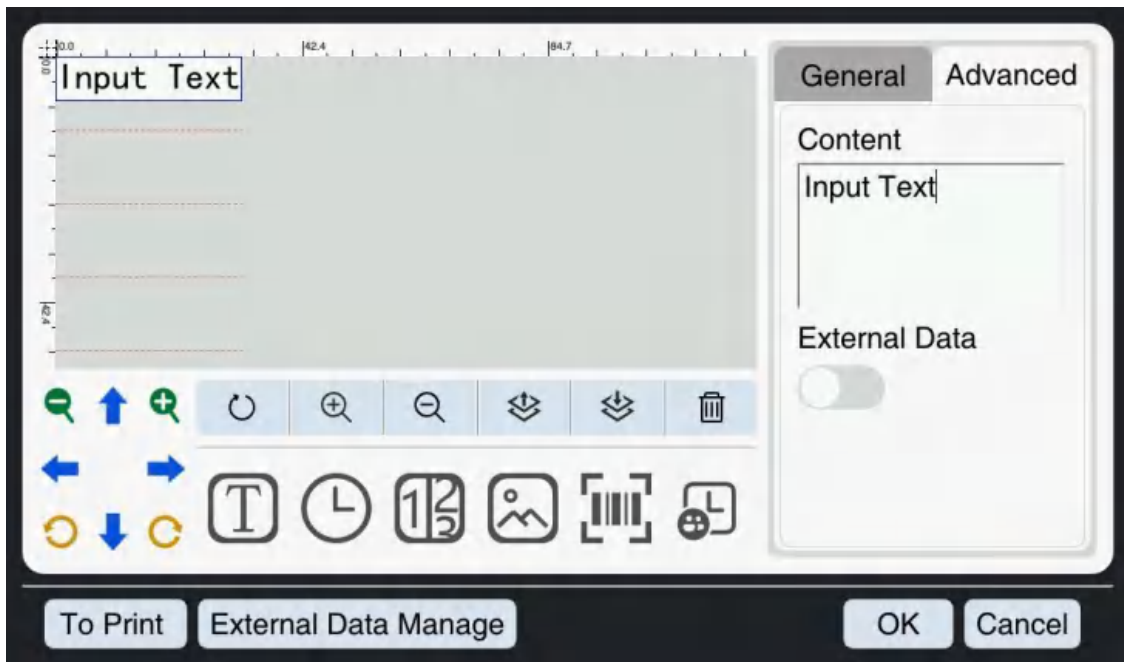 0.0
42.4
84.7
0.0
Input Text
42.4
General
Advanced
Content
Input Text
External Data
To Print
External Data Manage
OK
Cancel